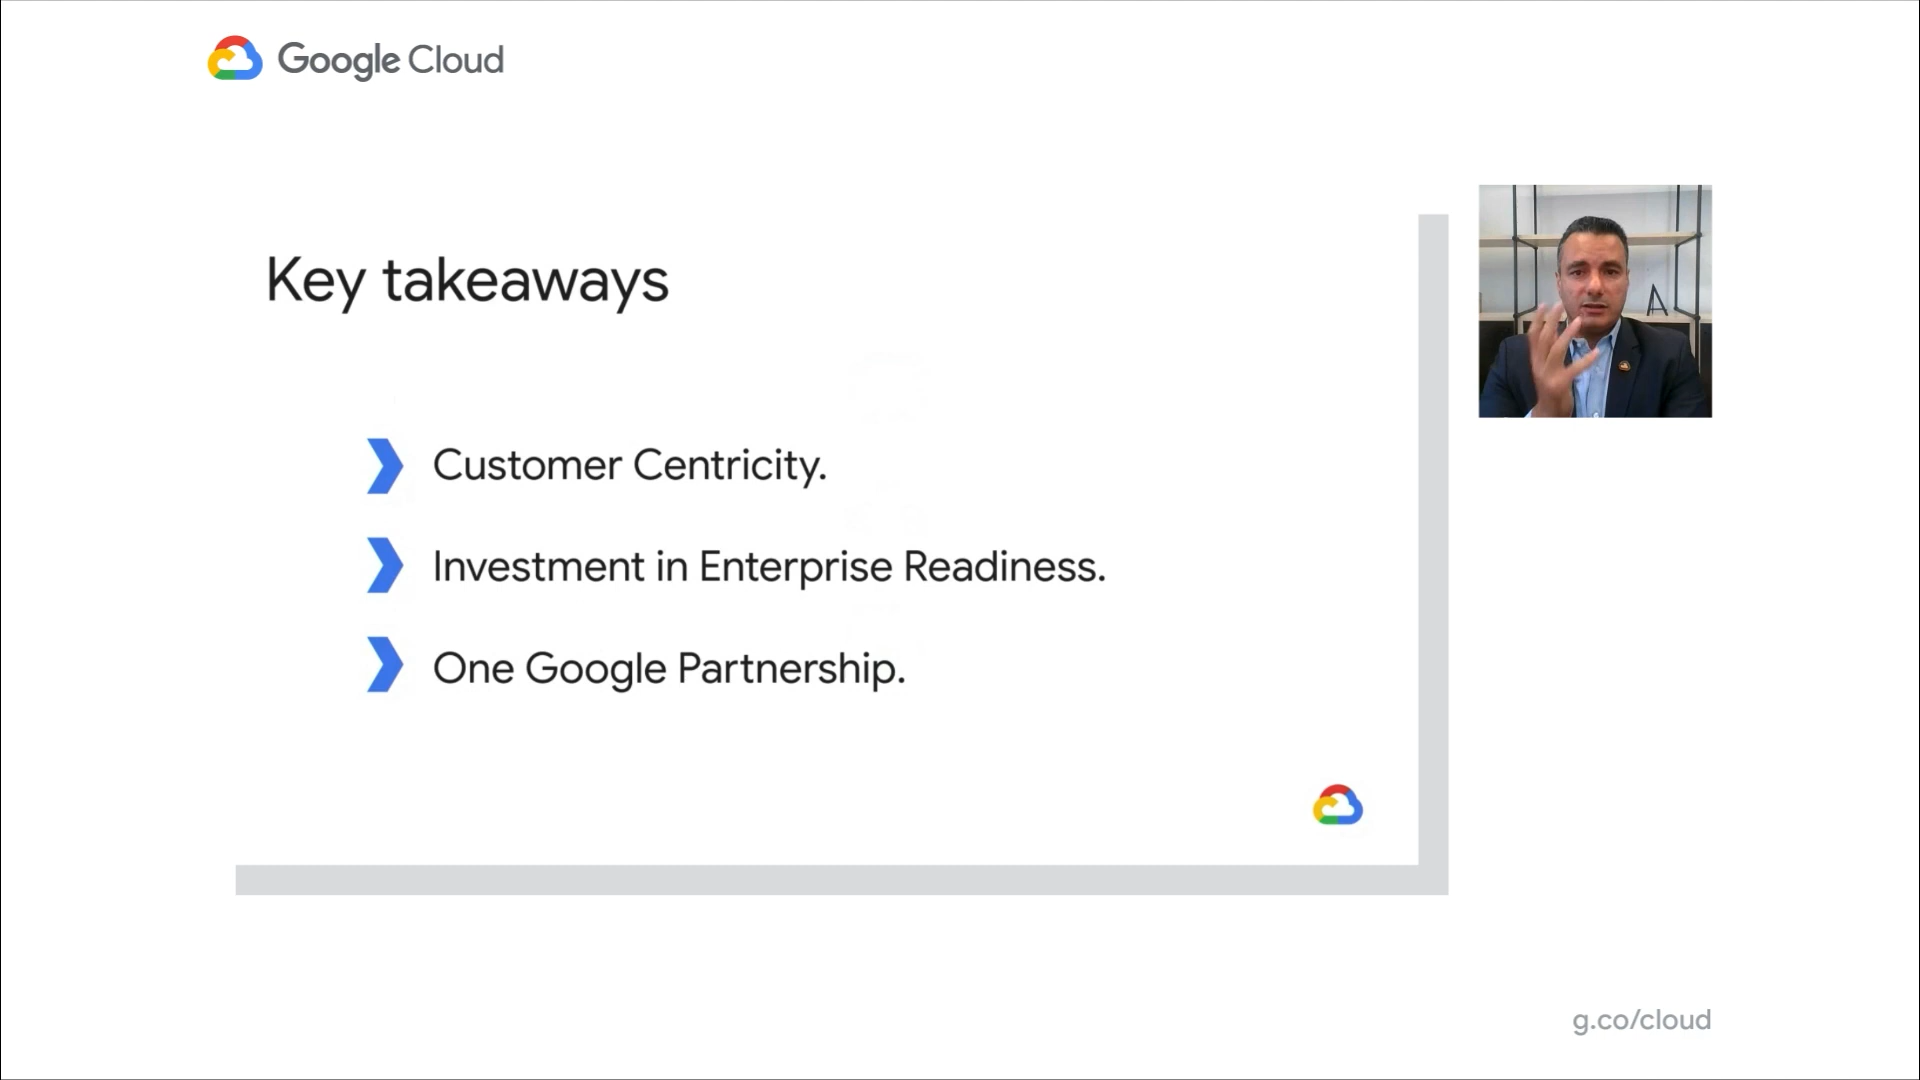 Google Cloud
Key takeaways
Customer Centricity.
Investment in Enterprise Readiness.
One Google Partnership.
g.co/cloud